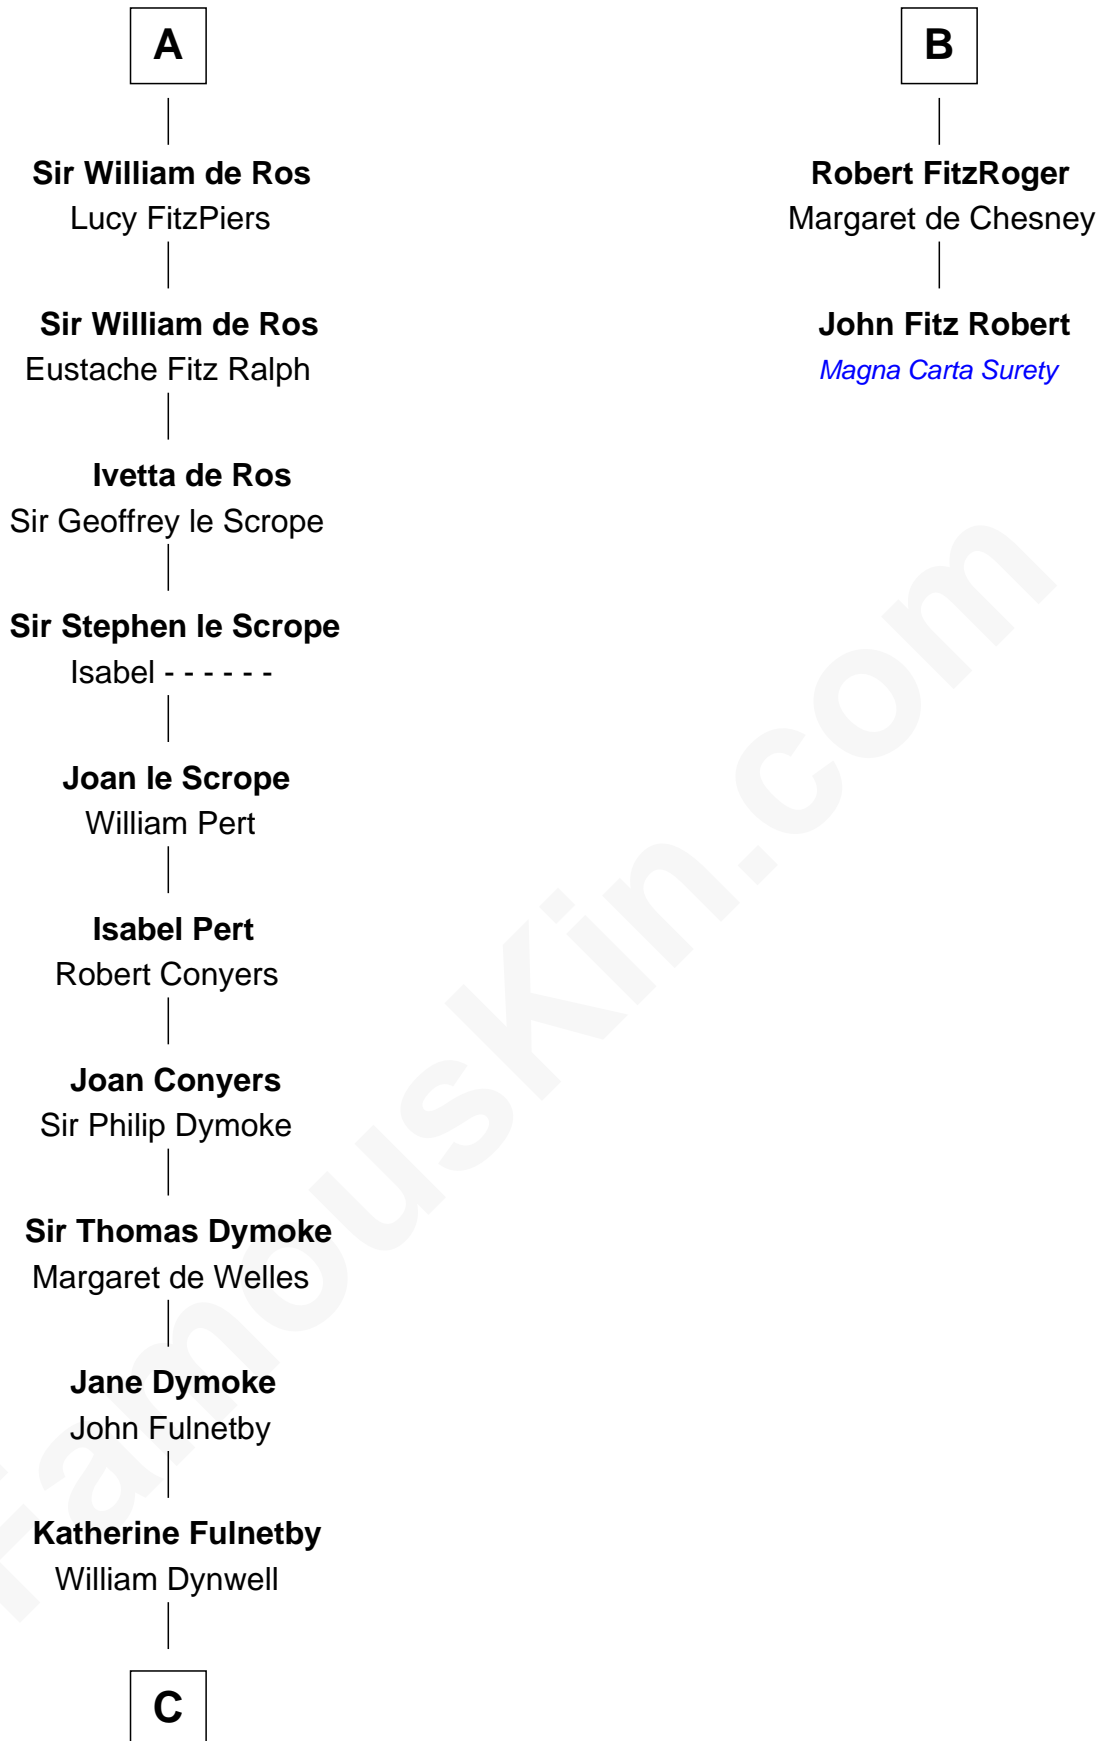 A
Sir William de Ros
Lucy FitzPiers
Sir William de Ros
Eustache Fitz Ralph
Ivetta de Ros
Sir Geoffrey le Scrope
Sir Stephen le Scrope
Isabel - - - - - -
Joan le Scrope
William Pert
Isabel Pert
Robert Conyers
Joan Conyers
Sir Philip Dymoke
Sir Thomas Dymoke
Margaret de Welles
Jane Dymoke
John Fulnetby
Katherine Fulnetby
William Dynwell
C
B
Robert FitzRoger
Margaret de Chesney
John Fitz Robert
Magna Carta Surety
FamousKin.com